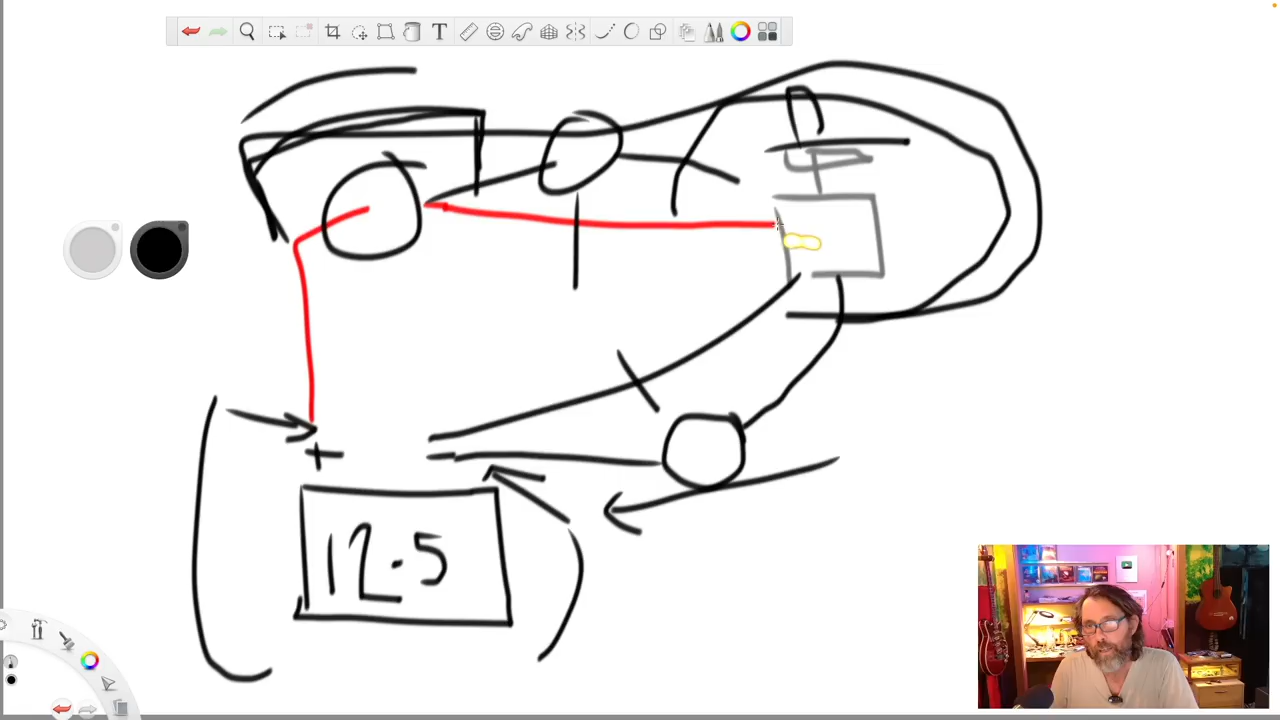 +
=
12.5